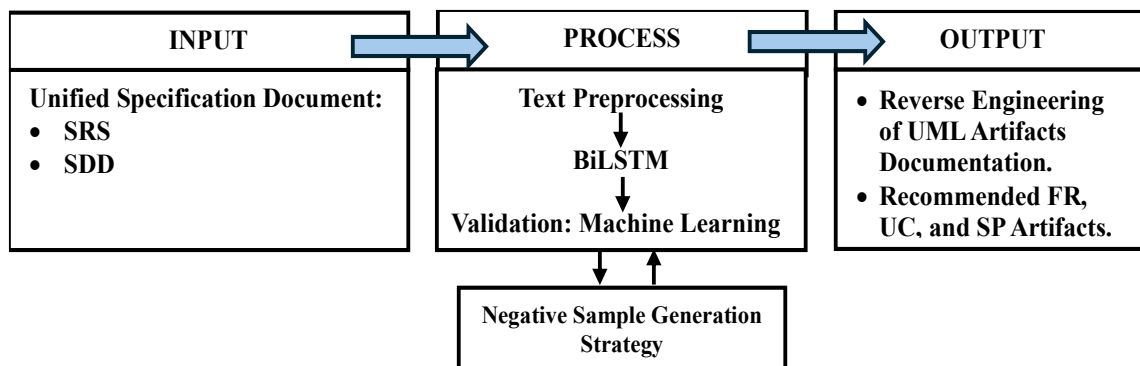 INPUT
Unified Specification Document:
• SRS
• SDD
PROCESS
Text Preprocessing
BiLSTM
Validation: Machine Learning
Negative Sample Generation
Strategy
OUTPUT
• Reverse Engineering
of UML Artifacts
Documentation.
• Recommended FR,
UC, and SP Artifacts.